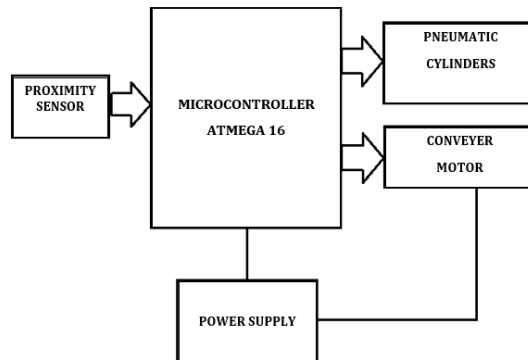 PNEUMATIC
CYLINDERS
PROXIMITY
SENSOR
MICROCONTROLLER
ATMEGA 16
CONVEYER
MOTOR
POWER SUPPLY